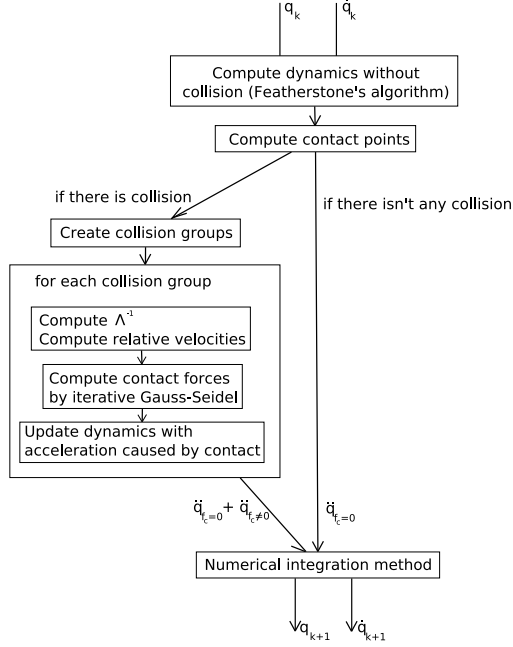 q_k q̇_k
Compute dynamics without
collision (Featherstone's algorithm)
Compute contact points
if there is collision
if there isn't any collision
Create collision groups
for each collision group
Compute Λ⁻¹
Compute relative velocities
Compute contact forces
by iterative Gauss-Seidel
Update dynamics with
acceleration caused by contact
q̈_{f_c=0} + q̈_{f_c≠0}
q̈_{f_c=0}
Numerical integration method
q_{k+1} q̇_{k+1}